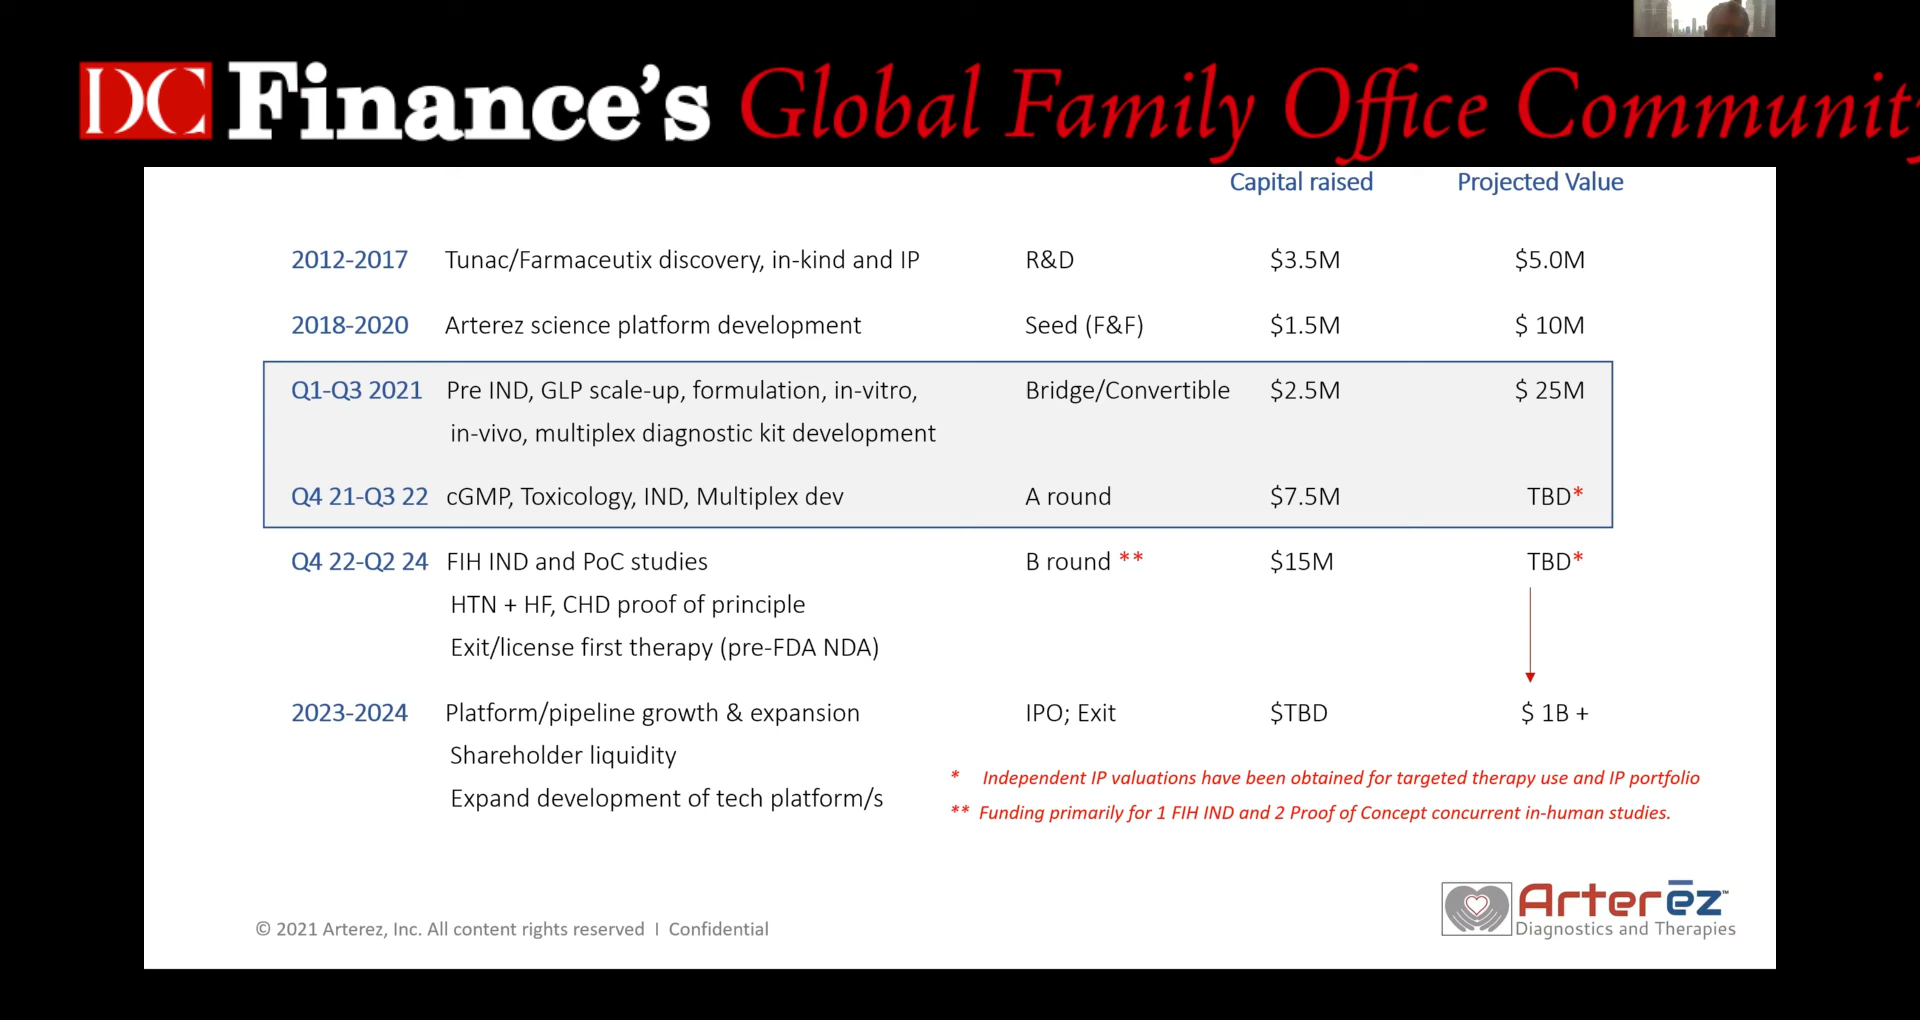 DC Finance's Global Family Office Community
Capital raised Projected Value
2012-2017 Tunac/Farmaceutix discovery, in-kind and IP R&D $3.5M $5.0M
2018-2020 Arterez science platform development Seed (F&F) $1.5M $ 10M
Q1-Q3 2021 Pre IND, GLP scale-up, formulation, in-vitro, Bridge/Convertible $2.5M $ 25M
in-vivo, multiplex diagnostic kit development
Q4 21-Q3 22 cGMP, Toxicology, IND, Multiplex dev A round $7.5M TBD*
Q4 22-Q2 24 FIH IND and PoC studies B round ** $15M TBD*
HTN + HF, CHD proof of principle
Exit/license first therapy (pre-FDA NDA)
2023-2024 Platform/pipeline growth & expansion IPO; Exit $TBD $ 1B +
Shareholder liquidity
* Independent IP valuations have been obtained for targeted therapy use and IP portfolio
Expand development of tech platform/s
** Funding primarily for 1 FIH IND and 2 Proof of Concept concurrent in-human studies.
© 2021 Arterez, Inc. All content rights reserved I Confidential
Arterēz™
Diagnostics and Therapies